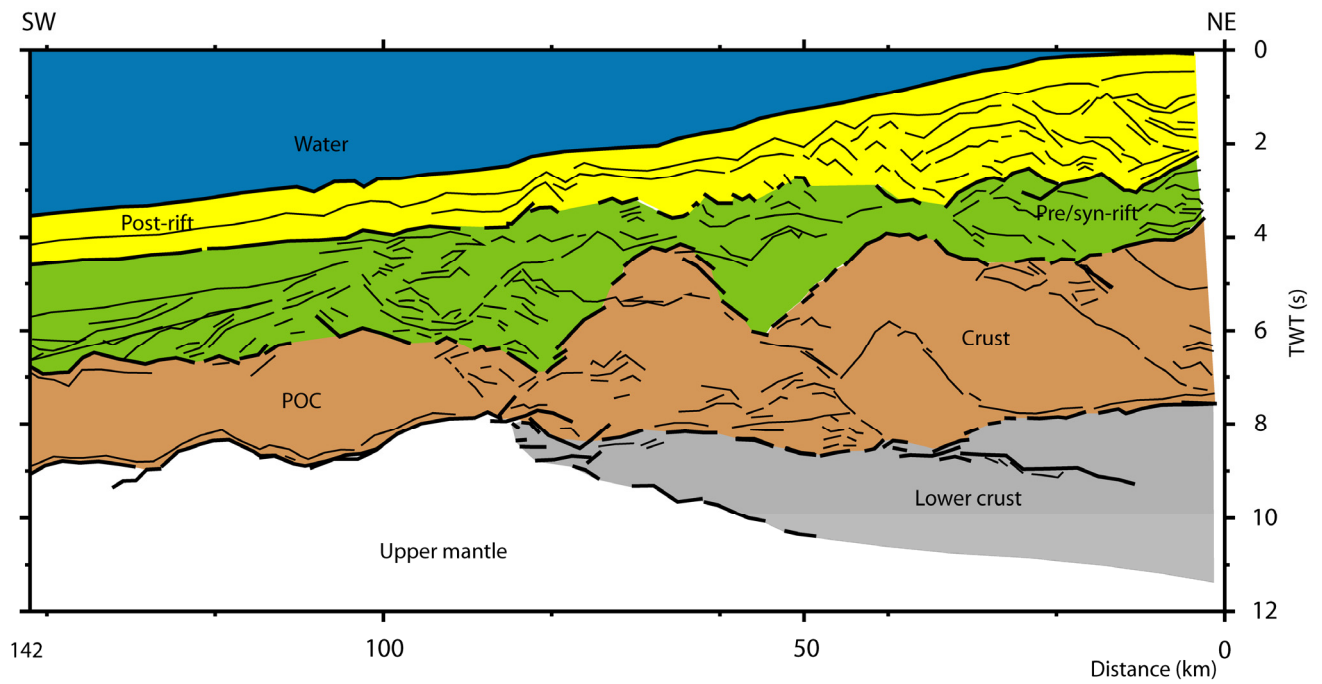 SW
NE
0
Water
2
Post-rift
Pre/syn-rift
4
TWT (s)
6
Crust
POC
8
Lower crust
10
Upper mantle
12
142
100
50
0
Distance (km)